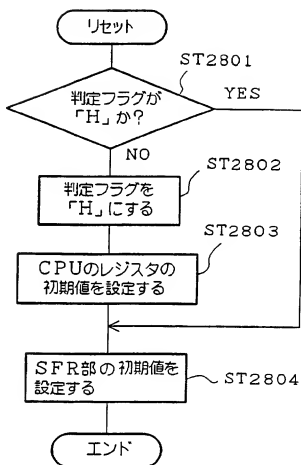 リセット
ST2801
判定フラグが
「H」か?
YES
NO
ST2802
判定フラグを
「H」にする
ST2803
CPUのレジスタの
初期値を設定する
SFR部の初期値を
設定する
ST2804
エンド